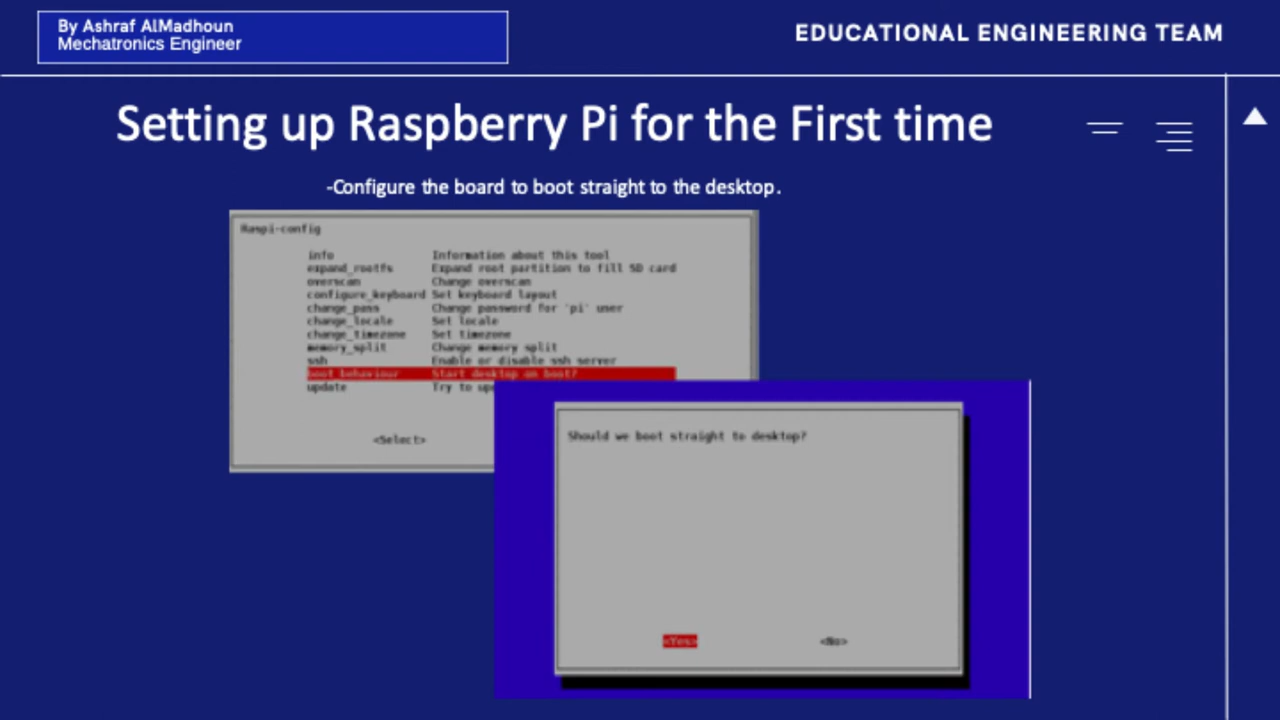 By Ashraf AlMadhoun
Mechatronics Engineer
EDUCATIONAL ENGINEERING TEAM
Setting up Raspberry Pi for the First time
-Configure the board to boot straight to the desktop.
Raspi-config
info Information about this tool
expand_rootfs Expand root partition to fill SD card
overscan Change overscan
configure_keyboard Set keyboard layout
change_pass Change password for 'pi' user
change_locale Set locale
change_timezone Set timezone
memory_split Change memory split
ssh Enable or disable ssh server
boot_behaviour Start desktop on boot?
update Try to
<Select>
Should we boot straight to desktop?
<Yes> <No>